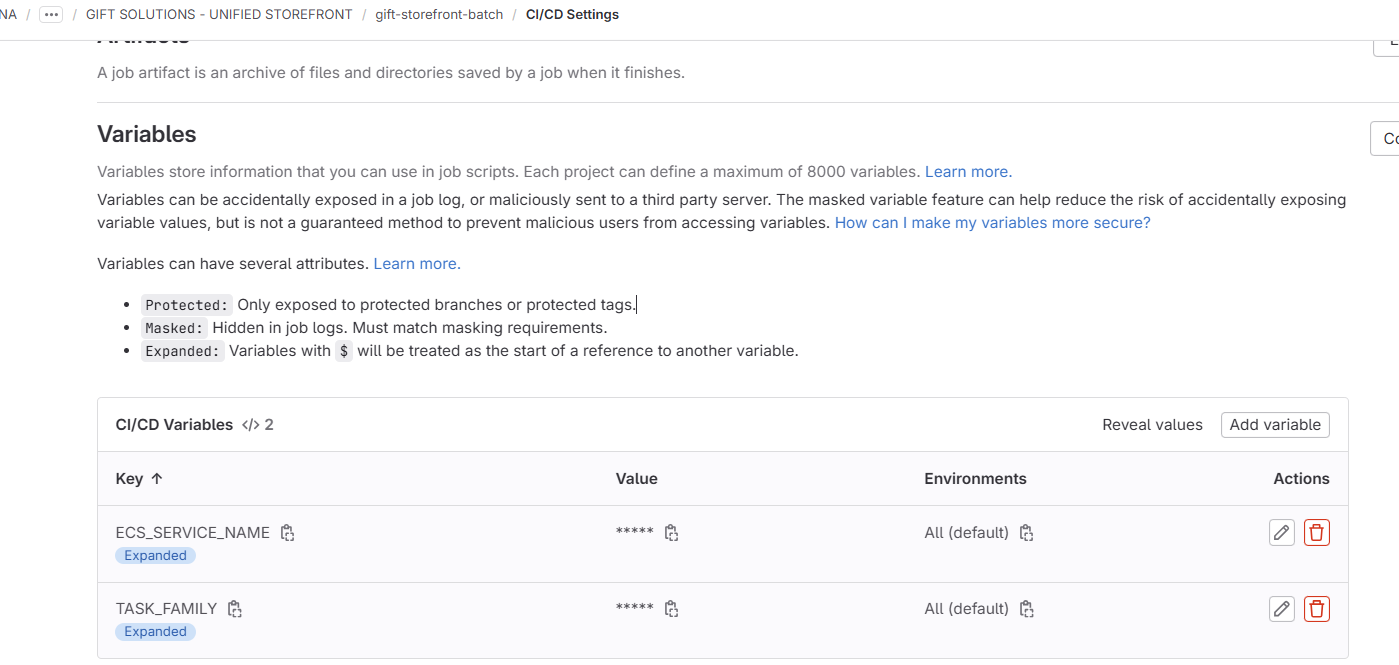 NA / ••• / GIFT SOLUTIONS - UNIFIED STOREFRONT / gift-storefront-batch / CI/CD Settings
Artifacts
A job artifact is an archive of files and directories saved by a job when it finishes.
Variables
Variables store information that you can use in job scripts. Each project can define a maximum of 8000 variables. Learn more.
Variables can be accidentally exposed in a job log, or maliciously sent to a third party server. The masked variable feature can help reduce the risk of accidentally exposing
variable values, but is not a guaranteed method to prevent malicious users from accessing variables. How can I make my variables more secure?
Variables can have several attributes. Learn more.
• Protected: Only exposed to protected branches or protected tags.
• Masked: Hidden in job logs. Must match masking requirements.
• Expanded: Variables with $ will be treated as the start of a reference to another variable.
CI/CD Variables </> 2 Reveal values Add variable
Key ↑ Value Environments Actions
ECS_SERVICE_NAME ***** All (default)
Expanded
TASK_FAMILY ***** All (default)
Expanded